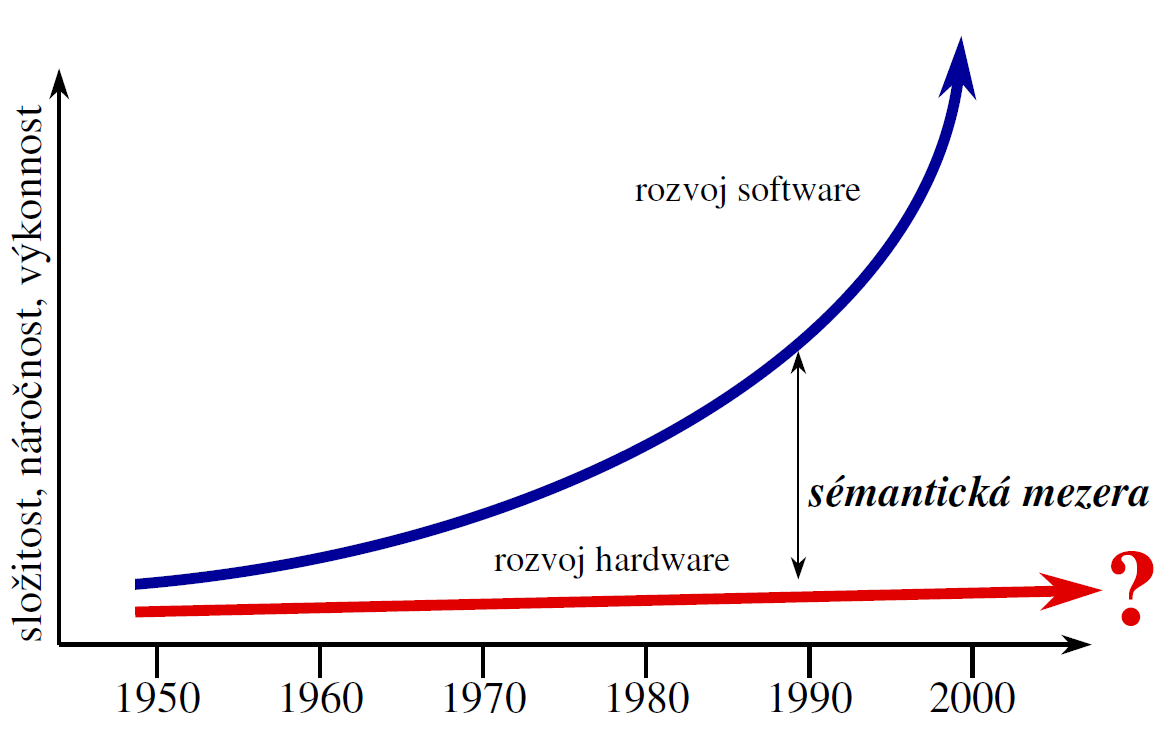 složitost, náročnost, výkonnost
rozvoj software
sémantická mezera
rozvoj hardware
?
1950 1960 1970 1980 1990 2000